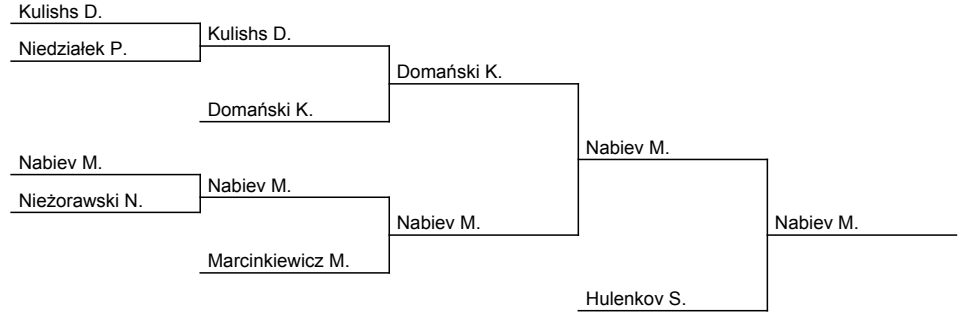 Kulishs D.
Niedziałek P.
Kulishs D.
Domański K.
Domański K.
Nabiev M.
Nieżorawski N.
Nabiev M.
Marcinkiewicz M.
Nabiev M.
Nabiev M.
Hulenkov S.
Nabiev M.